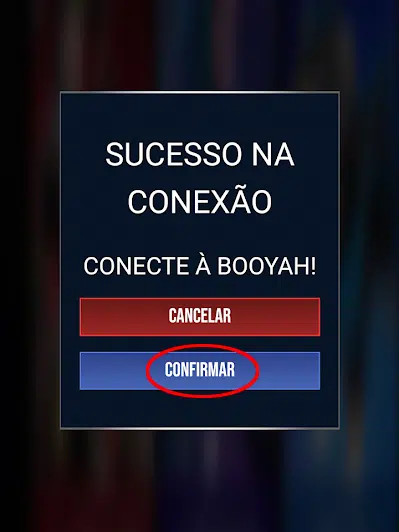 SUCESSO NA
CONEXÃO
CONECTE À BOOYAH!
CANCELAR
CONFIRMAR